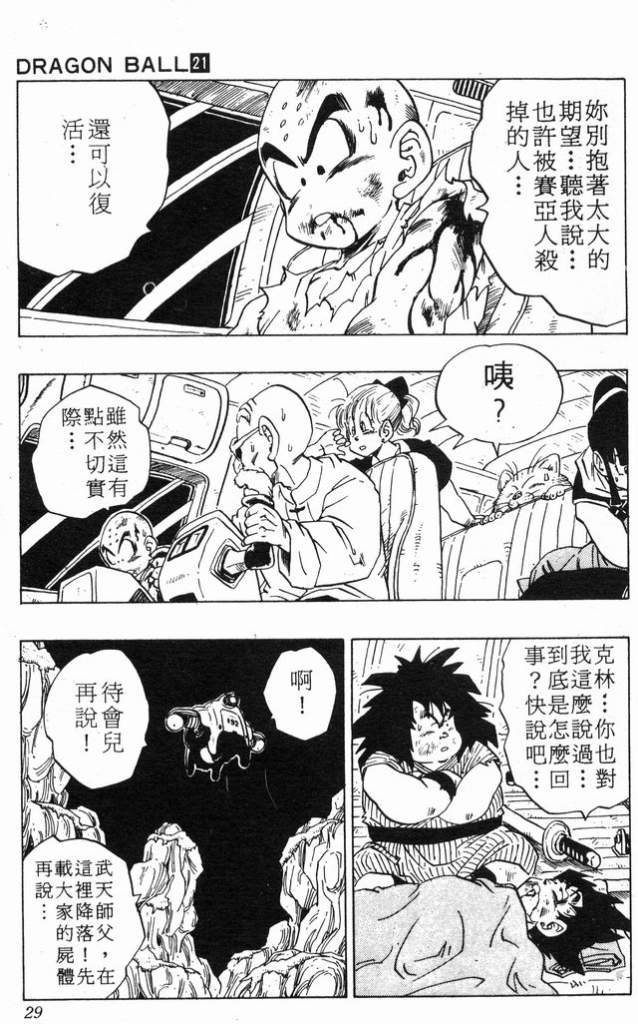 DRAGON BALL 21
妳別抱著太大的
期望…聽我說…
也許被賽亞人殺
掉的人…
還可以復
活…
咦?
雖然這有
點不切實
際…
克林…你也對
我這麼說過…
到底是怎麼回
事?快說吧…
啊!
待會兒
再說!
武天師父,在
這裡降落!先
載大家的屍體
再說…
29